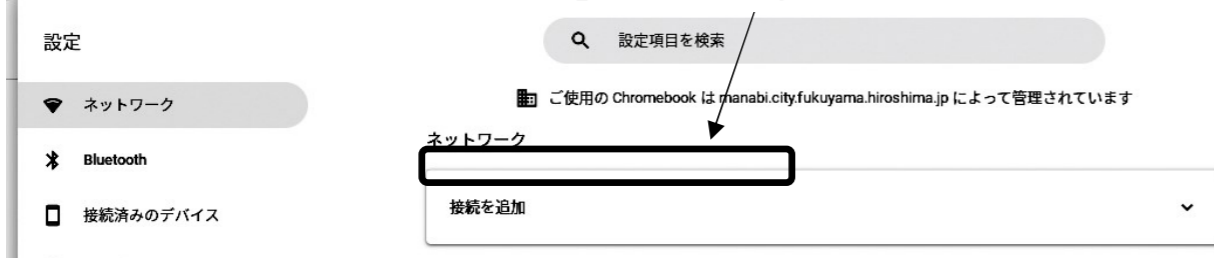 設定
設定項目を検索
ネットワーク
ご使用の Chromebook は manabi.city.fukuyama.hiroshima.jp によって管理されています
ネットワーク
Bluetooth
接続済みのデバイス
接続を追加